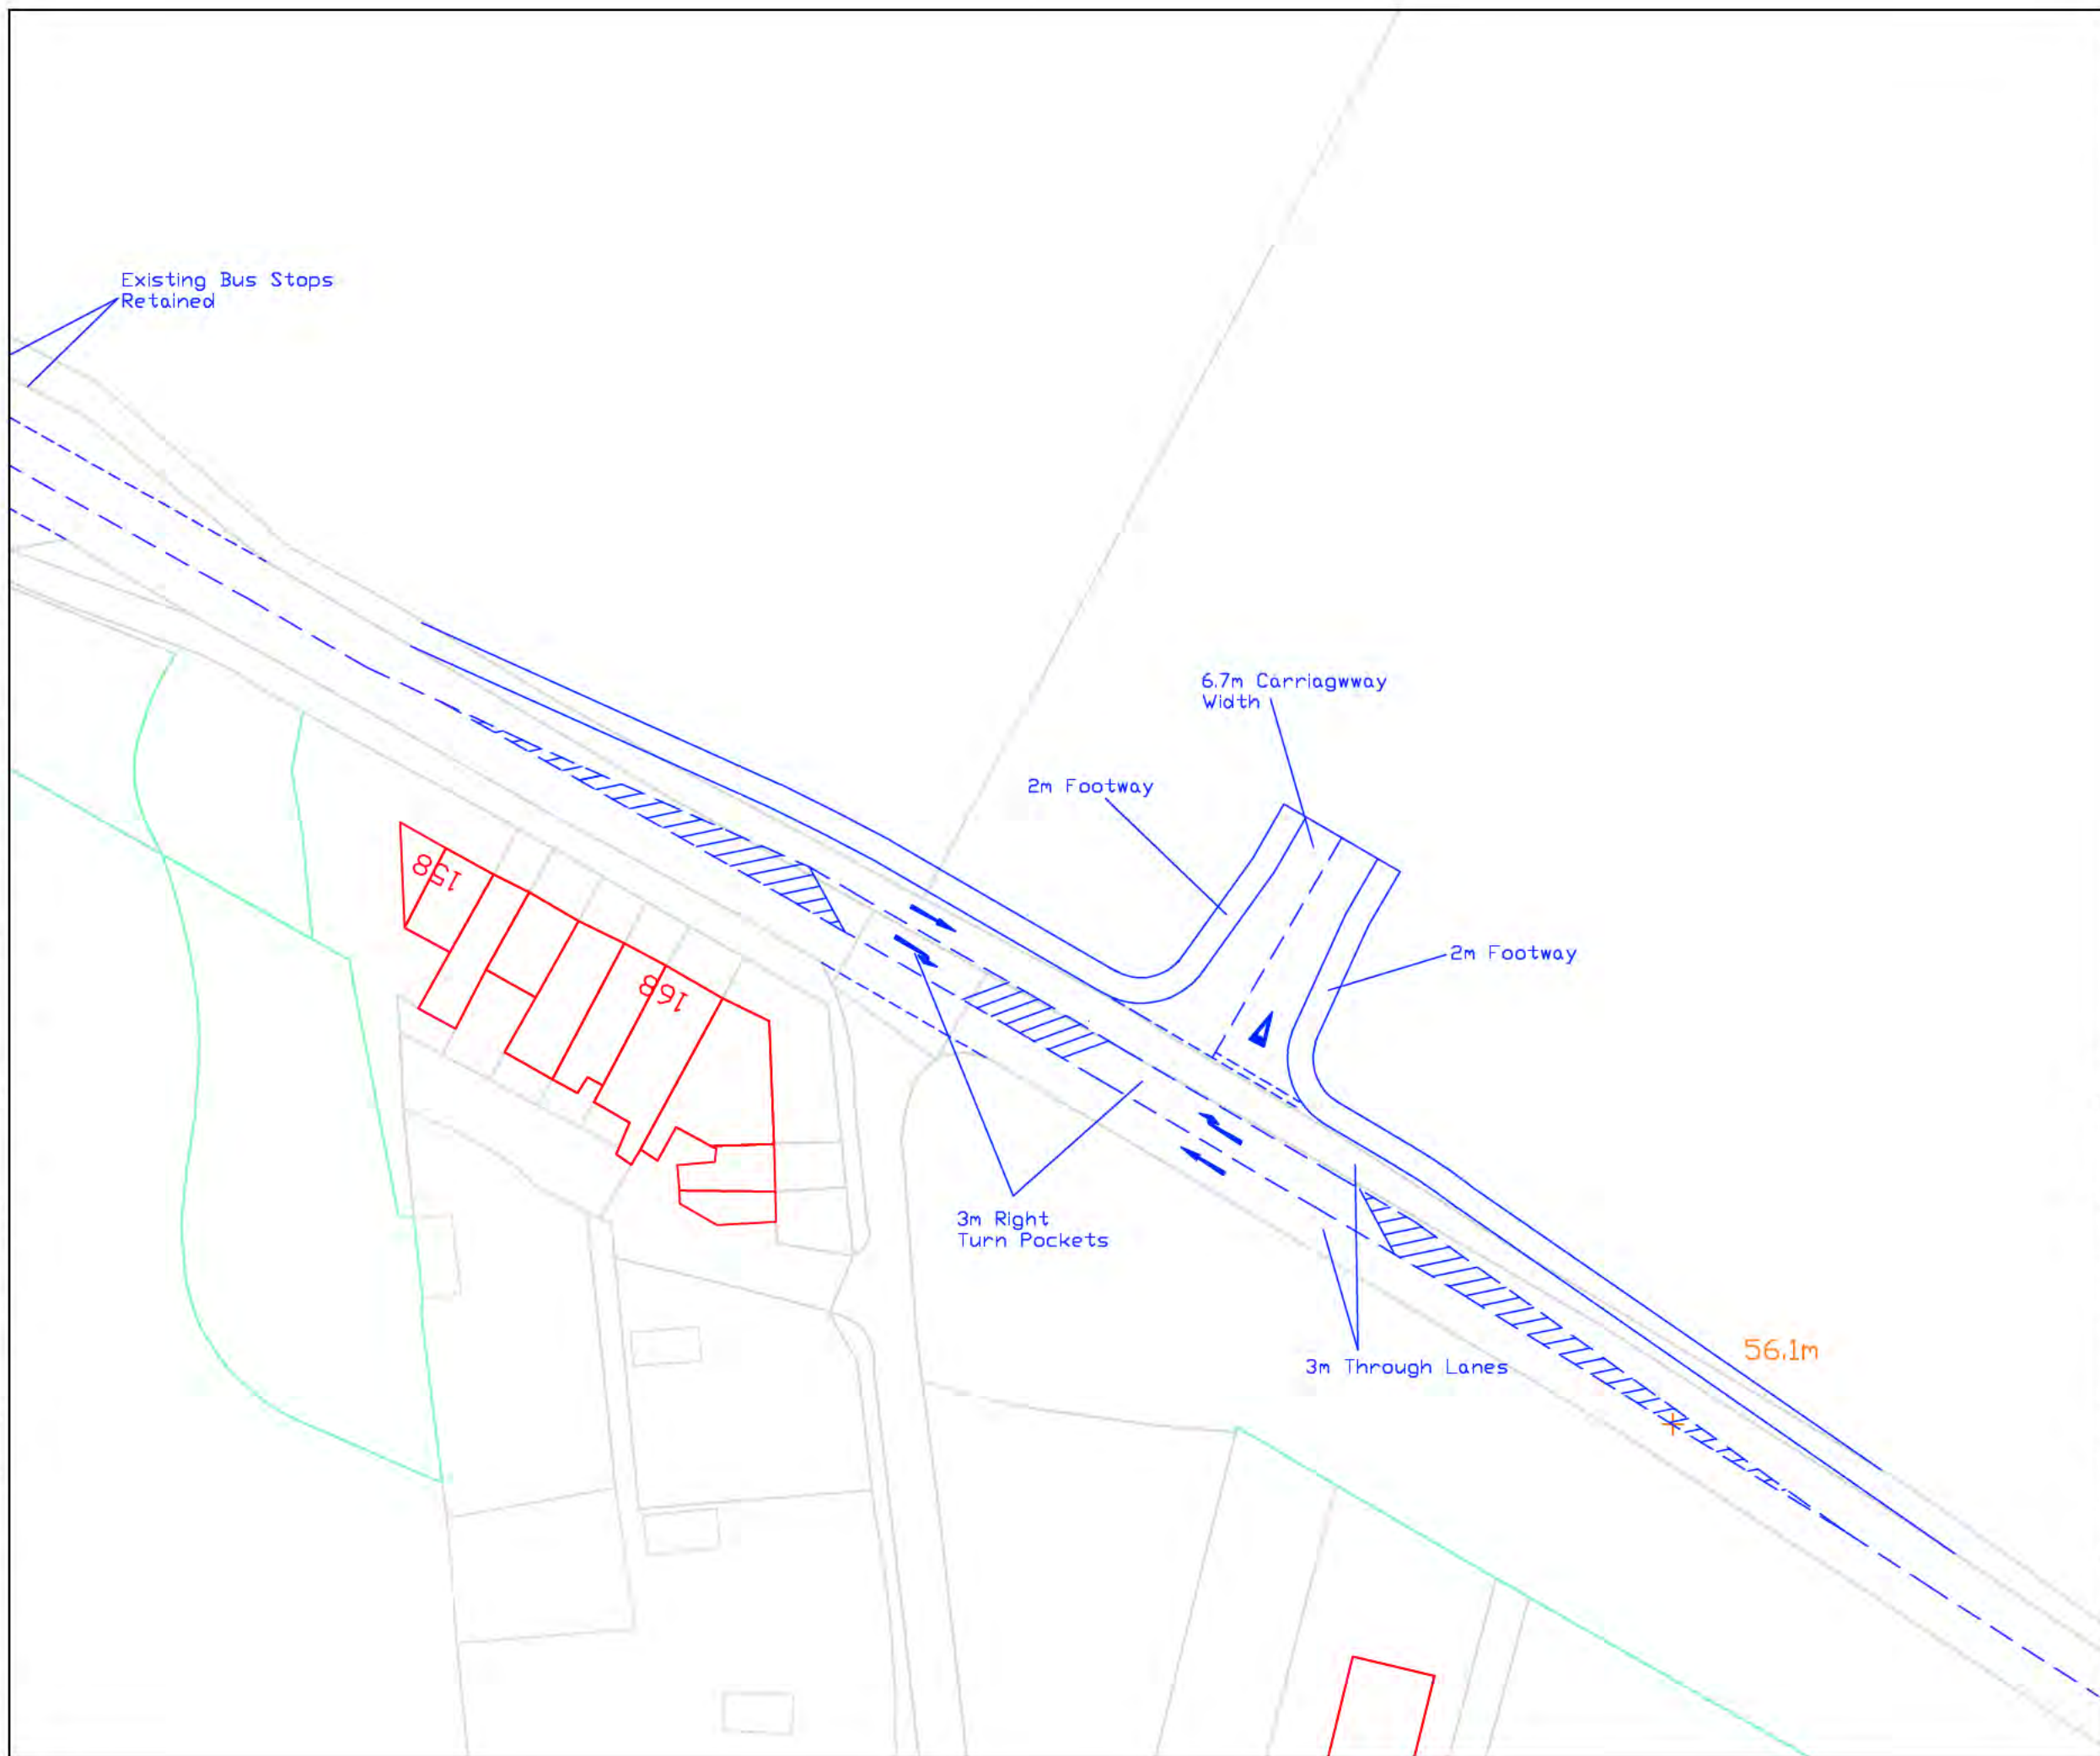 Existing Bus Stops
Retained
6.7m Carriagwway
Width
2m Footway
158
2m Footway
168
3m Right
Turn Pockets
56.1m
3m Through Lanes